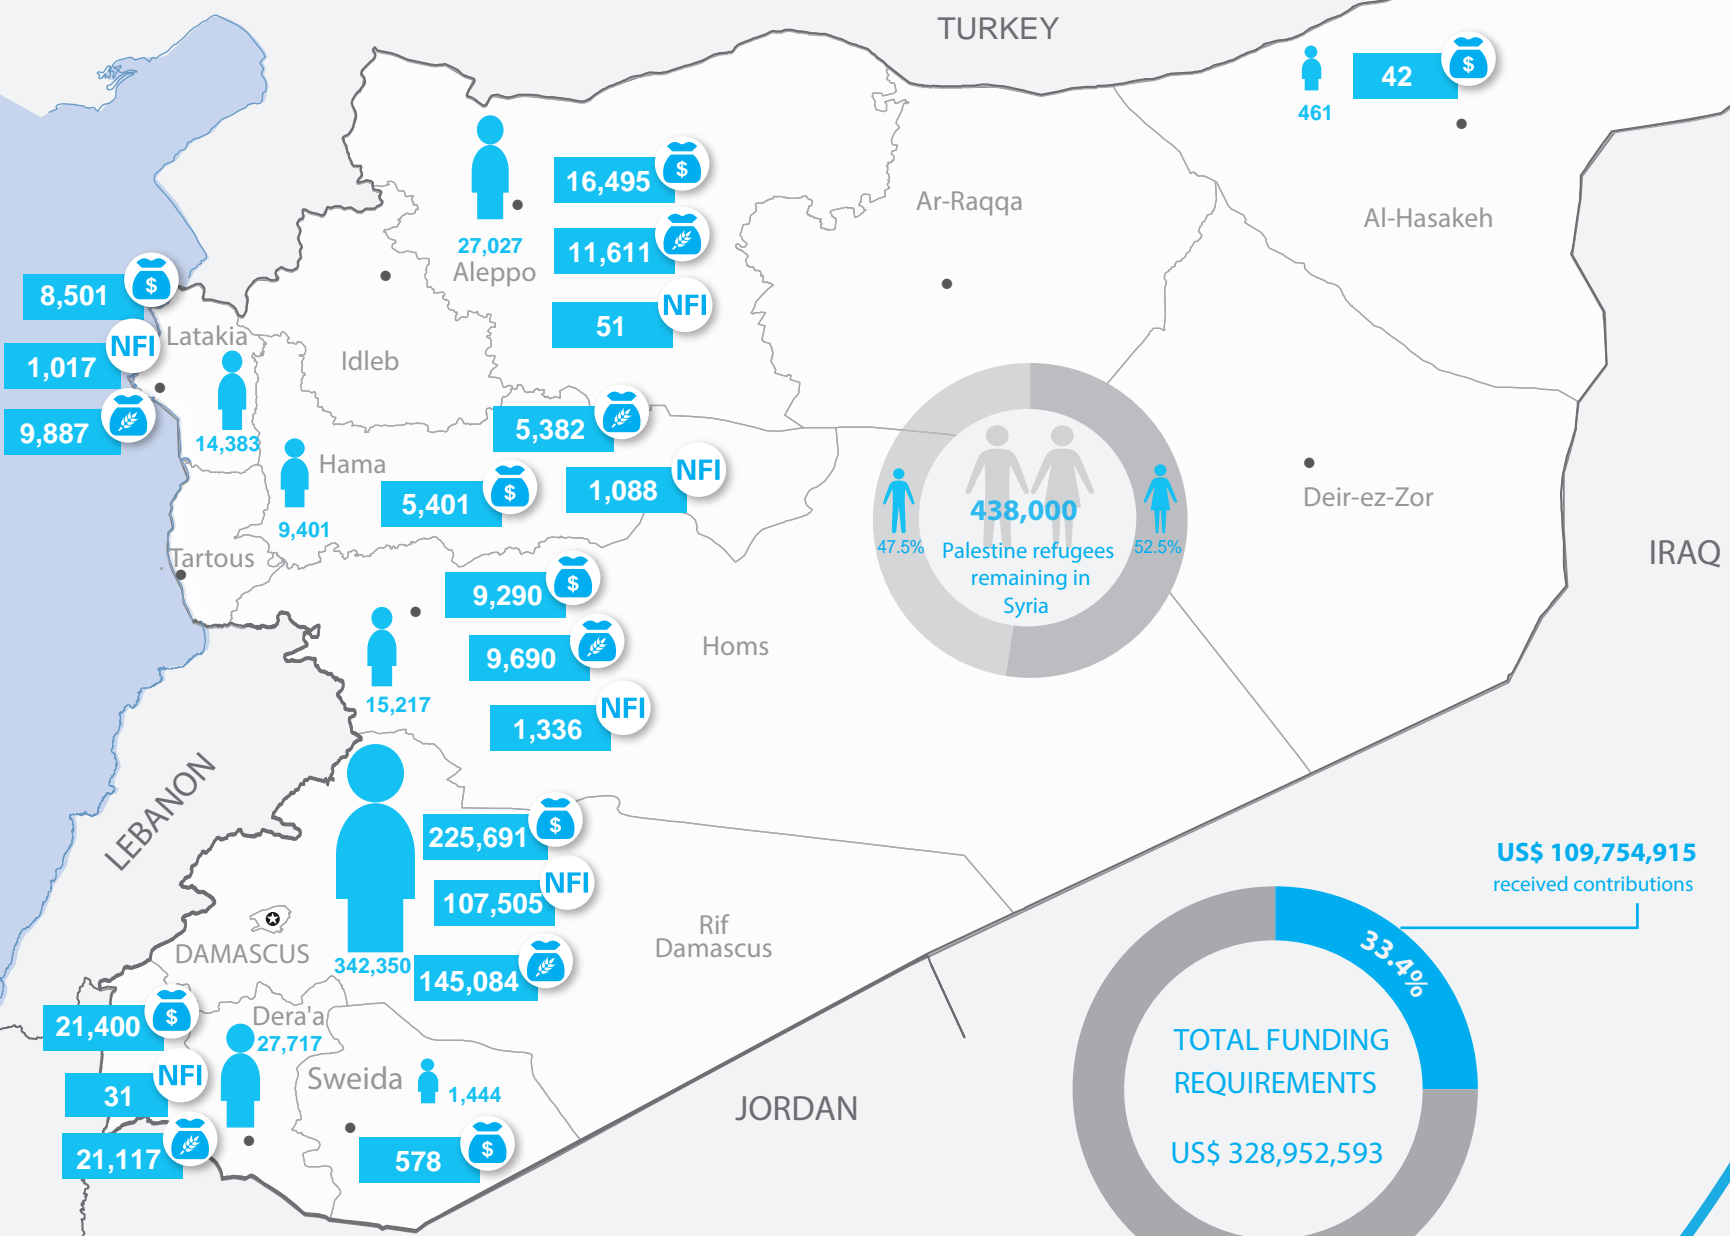 TURKEY
42
$
461
16,495
$
Ar-Raqqa
Al-Hasakeh
27,027
Aleppo
11,611
8,501
$
51
NFI
Latakia
NFI
1,017
Idleb
9,887
5,382
14,383
Hama
5,401
$
1,088
NFI
9,401
438,000
Palestine refugees
remaining in
Syria
47.5%
52.5%
Deir-ez-Zor
IRAQ
Tartous
9,290
$
9,690
Homs
15,217
1,336
NFI
LEBANON
225,691
$
107,505
NFI
Rif
Damascus
DAMASCUS
342,350
145,084
US$ 109,754,915
received contributions
33.4%
21,400
$
Dera'a
27,717
31
NFI
Sweida
1,444
21,117
578
$
JORDAN
TOTAL FUNDING
REQUIREMENTS
US$ 328,952,593